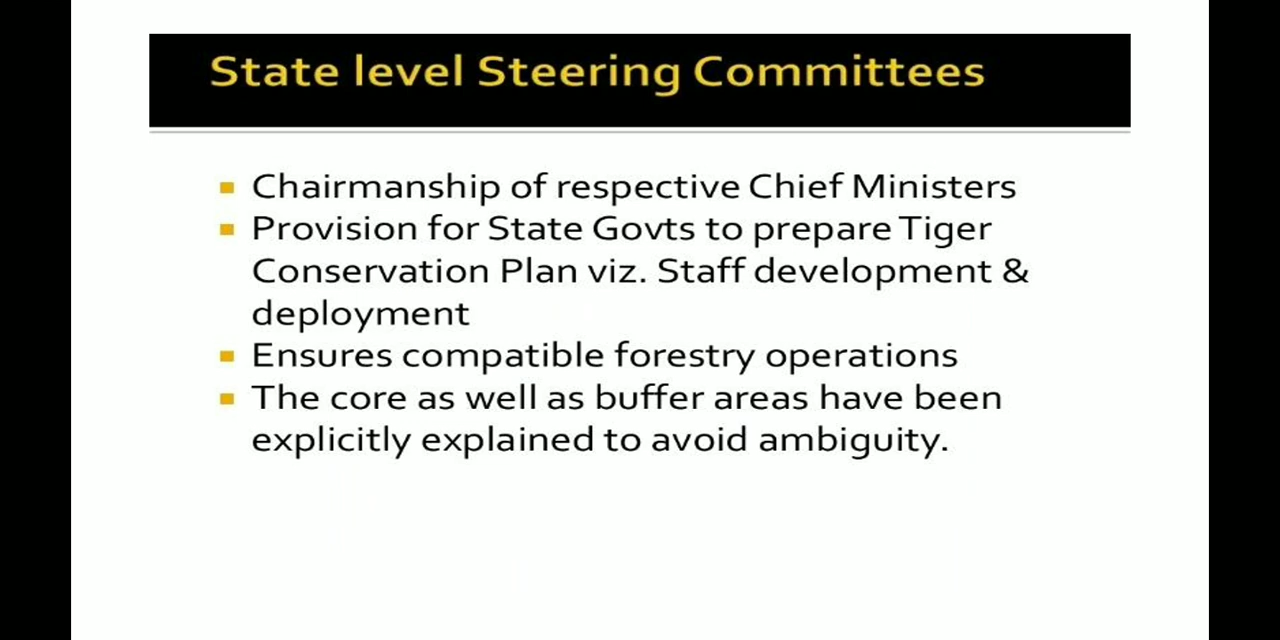 State level Steering Committees
Chairmanship of respective Chief Ministers
Provision for State Govts to prepare Tiger
Conservation Plan viz. Staff development &
deployment
Ensures compatible forestry operations
The core as well as buffer areas have been
explicitly explained to avoid ambiguity.